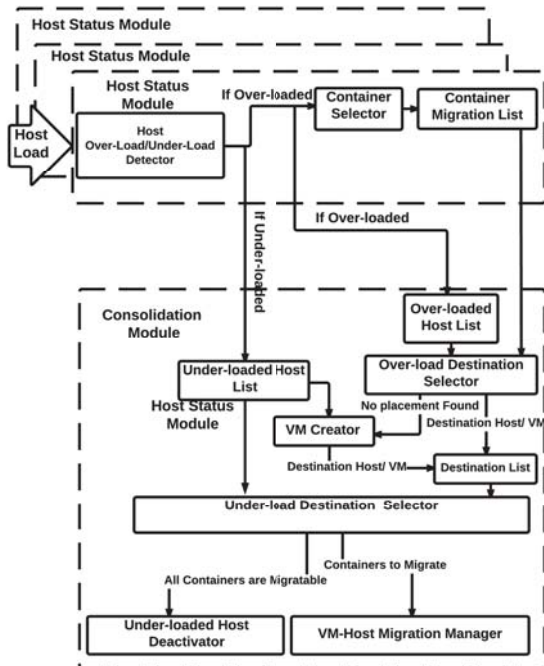 Host Status Module
Host Status Module
Host Status
Module
If Over-loaded
Container
Selector
Container
Migration List
Host
Load
Host
Over-Load/Under-Load
Detector
If Over-loaded
If Under-loaded
Consolidation
Module
Over-loaded
Host List
Under-loaded Host
List
Over-load Destination
Selector
Host Status
Module
No placement Found
VM Creator
Destination Host/ VM
Destination Host/ VM
Destination List
Under-load Destination Selector
Containers to Migrate
All Containers are Migratable
Under-loaded Host
Deactivator
VM-Host Migration Manager